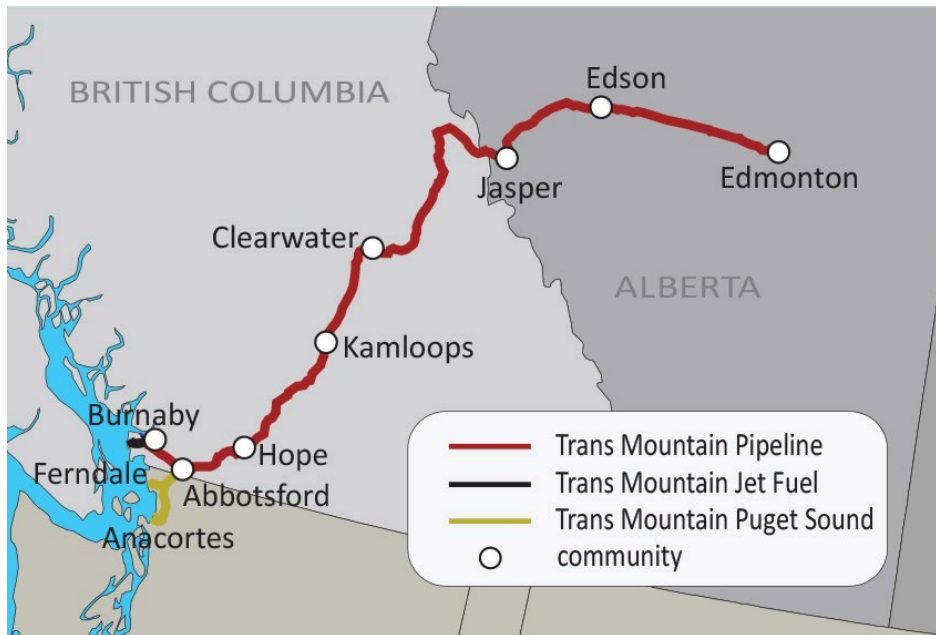 Edson
BRITISH COLUMBIA
Jasper
Edmonton
Clearwater
ALBERTA
Kamloops
Burnaby
Hope
Ferndale
Abbotsford
Anacortes
Trans Mountain Pipeline
Trans Mountain Jet Fuel
Trans Mountain Puget Sound
community